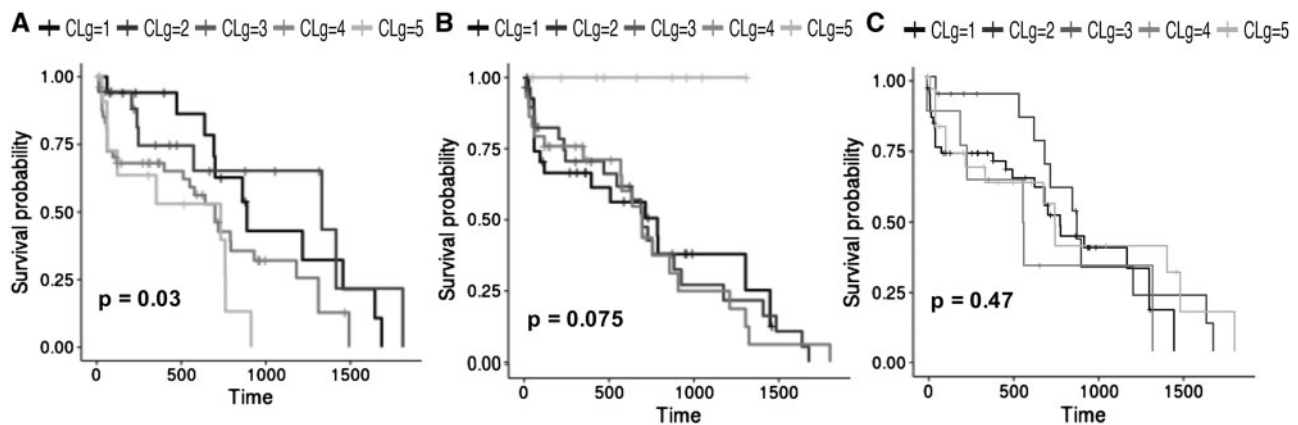 A CLg=1 CLg=2 CLg=3 CLg=4 CLg=5
Survival probability
1.00
0.75
0.50
0.25
0.00
p = 0.03
0 500 1000 1500
Time
B CLg=1 CLg=2 CLg=3 CLg=4 CLg=5
Survival probability
1.00
0.75
0.50
0.25
0.00
p = 0.075
0 500 1000 1500
Time
C CLg=1 CLg=2 CLg=3 CLg=4 CLg=5
Survival probability
1.00
0.75
0.50
0.25
0.00
p = 0.47
0 500 1000 1500
Time